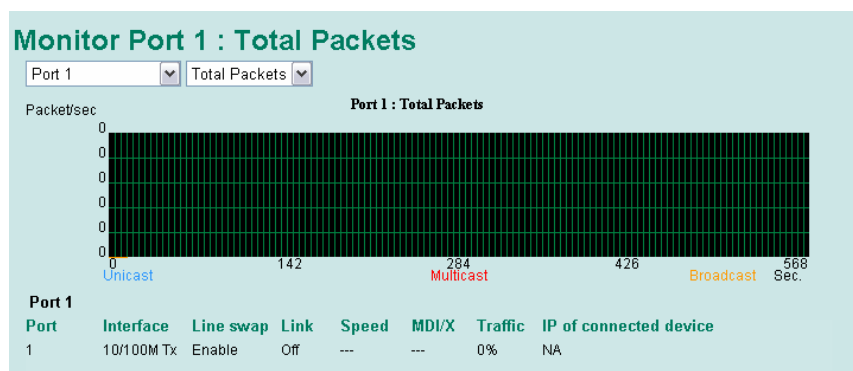 Monitor Port 1 : Total Packets
Port 1 Total Packets
Packet/sec Port 1 : Total Packets
0
0
0
0
0
0
0 142 284 426 568
Unicast Multicast Broadcast Sec.
Port 1
Port Interface Line swap Link Speed MDI/X Traffic IP of connected device
1 10/100M Tx Enable Off --- --- 0% NA